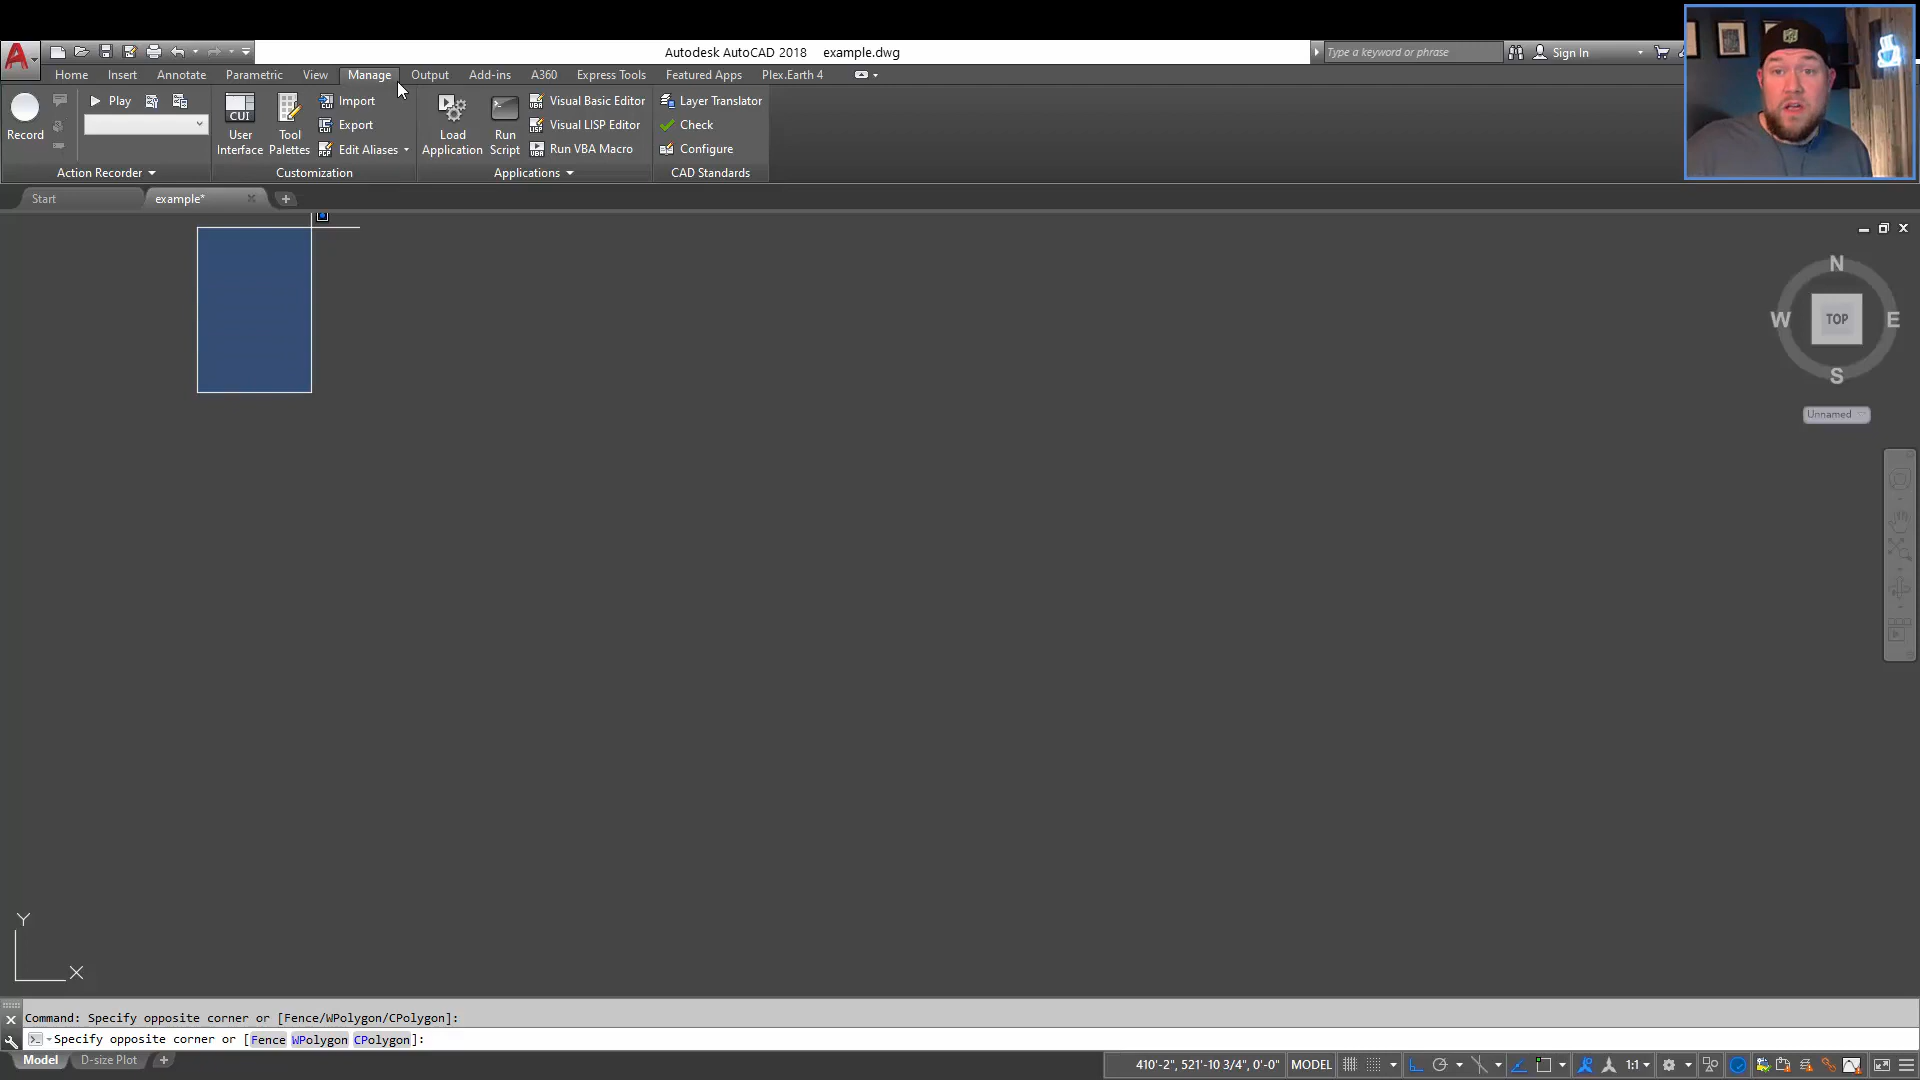 Autodesk AutoCAD 2018 example.dwg
Type a keyword or phrase
Sign In
Home Insert Annotate Parametric View Manage Output Add-ins A360 Express Tools Featured Apps Plex.Earth 4
Record
Play
CUI
User Interface
Tool Palettes
Import
Export
Edit Aliases
Load Application
Run Script
Visual Basic Editor
Visual LISP Editor
Run VBA Macro
Layer Translator
Check
Configure
Action Recorder
Customization
Applications
CAD Standards
Start
example*
N
W TOP E
S
Unnamed
Y
X
Command: Specify opposite corner or [Fence/WPolygon/CPolygon]:
Specify opposite corner or [Fence WPolygon CPolygon]:
Model D-size Plot
410'-2", 521'-10 3/4", 0'-0" MODEL 1:1